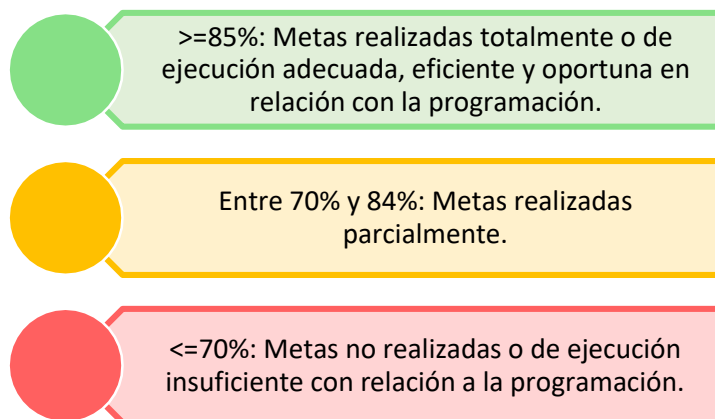 >=85%: Metas realizadas totalmente o de
ejecución adecuada, eficiente y oportuna en
relación con la programación.
Entre 70% y 84%: Metas realizadas
parcialmente.
<=70%: Metas no realizadas o de ejecución
insuficiente con relación a la programación.